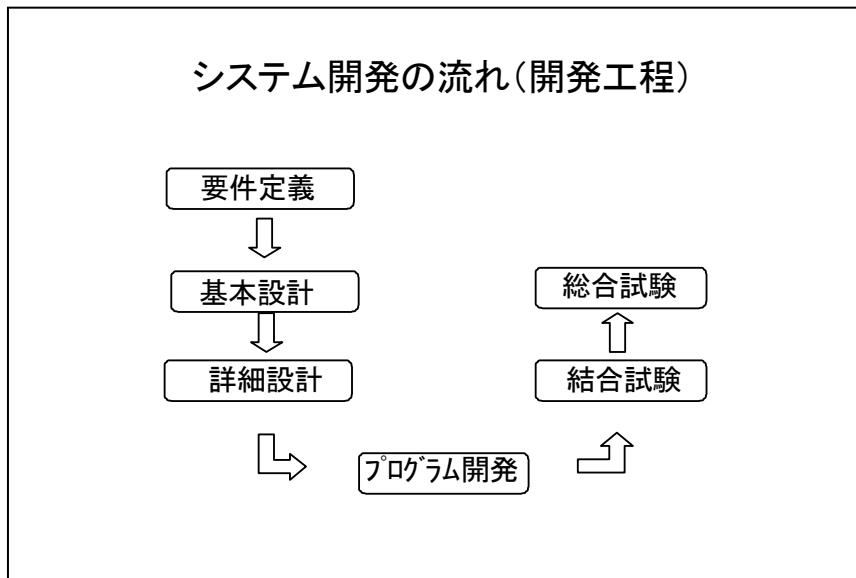 システム開発の流れ（開発工程）
要件定義
基本設計
詳細設計
ﾌﾟﾛｸﾞﾗﾑ開発
結合試験
総合試験